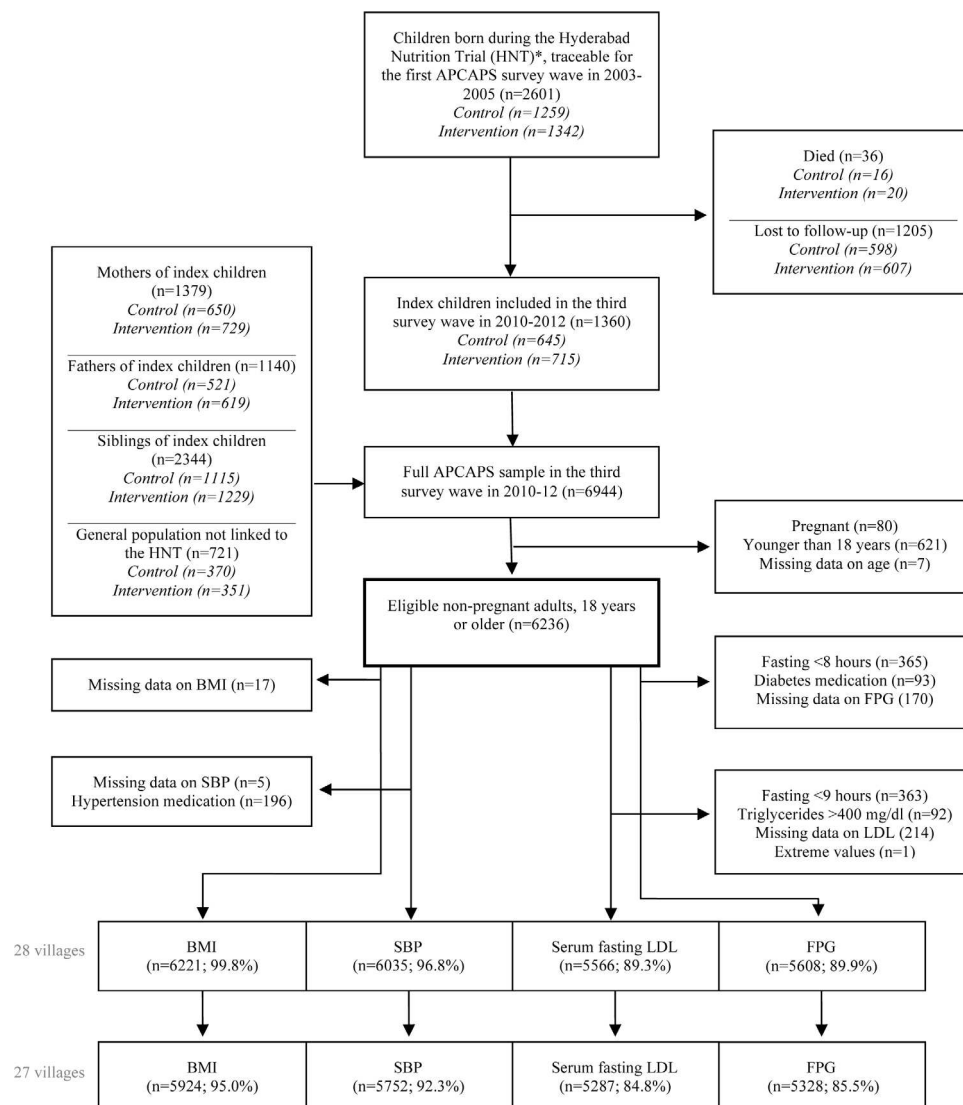 Children born during the Hyderabad
Nutrition Trial (HNT)*, traceable for
the first APCAPS survey wave in 2003-
2005 (n=2601)
Control (n=1259)
Intervention (n=1342)
Died (n=36)
Control (n=16)
Intervention (n=20)
Lost to follow-up (n=1205)
Control (n=598)
Intervention (n=607)
Mothers of index children
(n=1379)
Control (n=650)
Intervention (n=729)
Fathers of index children (n=1140)
Control (n=521)
Intervention (n=619)
Siblings of index children
(n=2344)
Control (n=1115)
Intervention (n=1229)
General population not linked to
the HNT (n=721)
Control (n=370)
Intervention (n=351)
Index children included in the third
survey wave in 2010-2012 (n=1360)
Control (n=645)
Intervention (n=715)
Full APCAPS sample in the third
survey wave in 2010-12 (n=6944)
Pregnant (n=80)
Younger than 18 years (n=621)
Missing data on age (n=7)
Eligible non-pregnant adults, 18 years
or older (n=6236)
Missing data on BMI (n=17)
Fasting <8 hours (n=365)
Diabetes medication (n=93)
Missing data on FPG (170)
Missing data on SBP (n=5)
Hypertension medication (n=196)
Fasting <9 hours (n=363)
Triglycerides >400 mg/dl (n=92)
Missing data on LDL (214)
Extreme values (n=1)
28 villages
BMI
(n=6221; 99.8%)
SBP
(n=6035; 96.8%)
Serum fasting LDL
(n=5566; 89.3%)
FPG
(n=5608; 89.9%)
27 villages
BMI
(n=5924; 95.0%)
SBP
(n=5752; 92.3%)
Serum fasting LDL
(n=5287; 84.8%)
FPG
(n=5328; 85.5%)